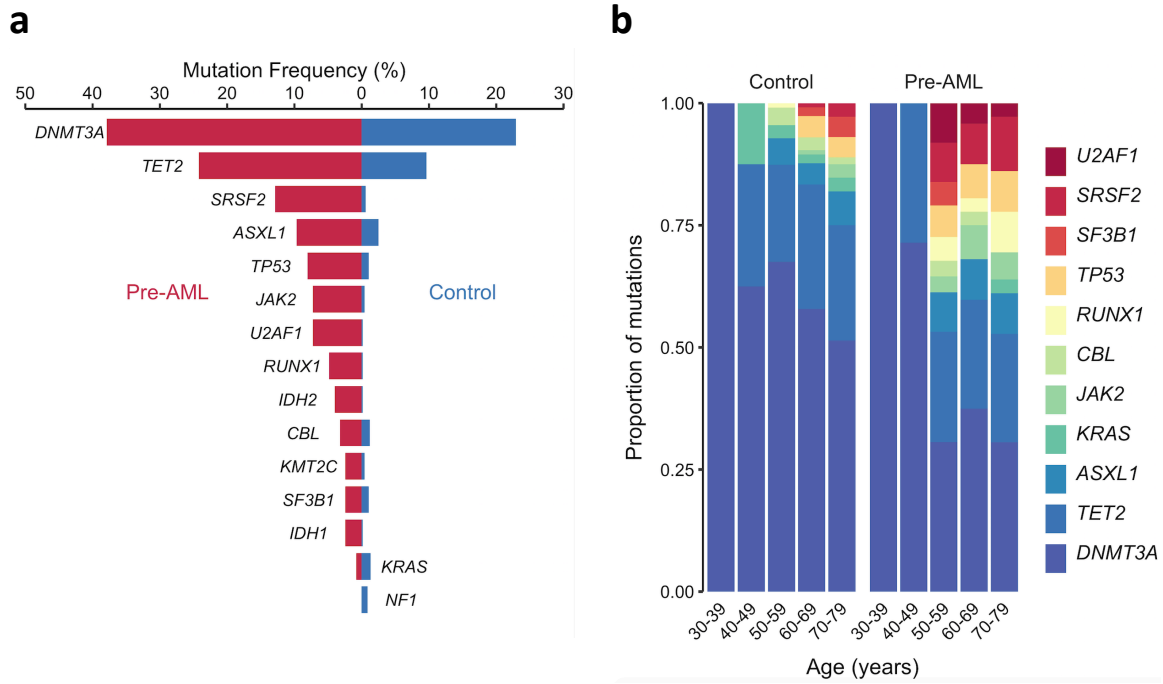 a
Mutation Frequency (%)
50 40 30 20 10 0 10 20 30
DNMT3A
TET2
SRSF2
ASXL1
TP53
Pre-AML
JAK2
Control
U2AF1
RUNX1
IDH2
CBL
KMT2C
SF3B1
IDH1
KRAS
NF1
b
Control Pre-AML
Proportion of mutations
1.00
0.75
0.50
0.25
0.00
30-39 40-49 50-59 60-69 70-79 30-39 40-49 50-59 60-69 70-79
Age (years)
U2AF1
SRSF2
SF3B1
TP53
RUNX1
CBL
JAK2
KRAS
ASXL1
TET2
DNMT3A